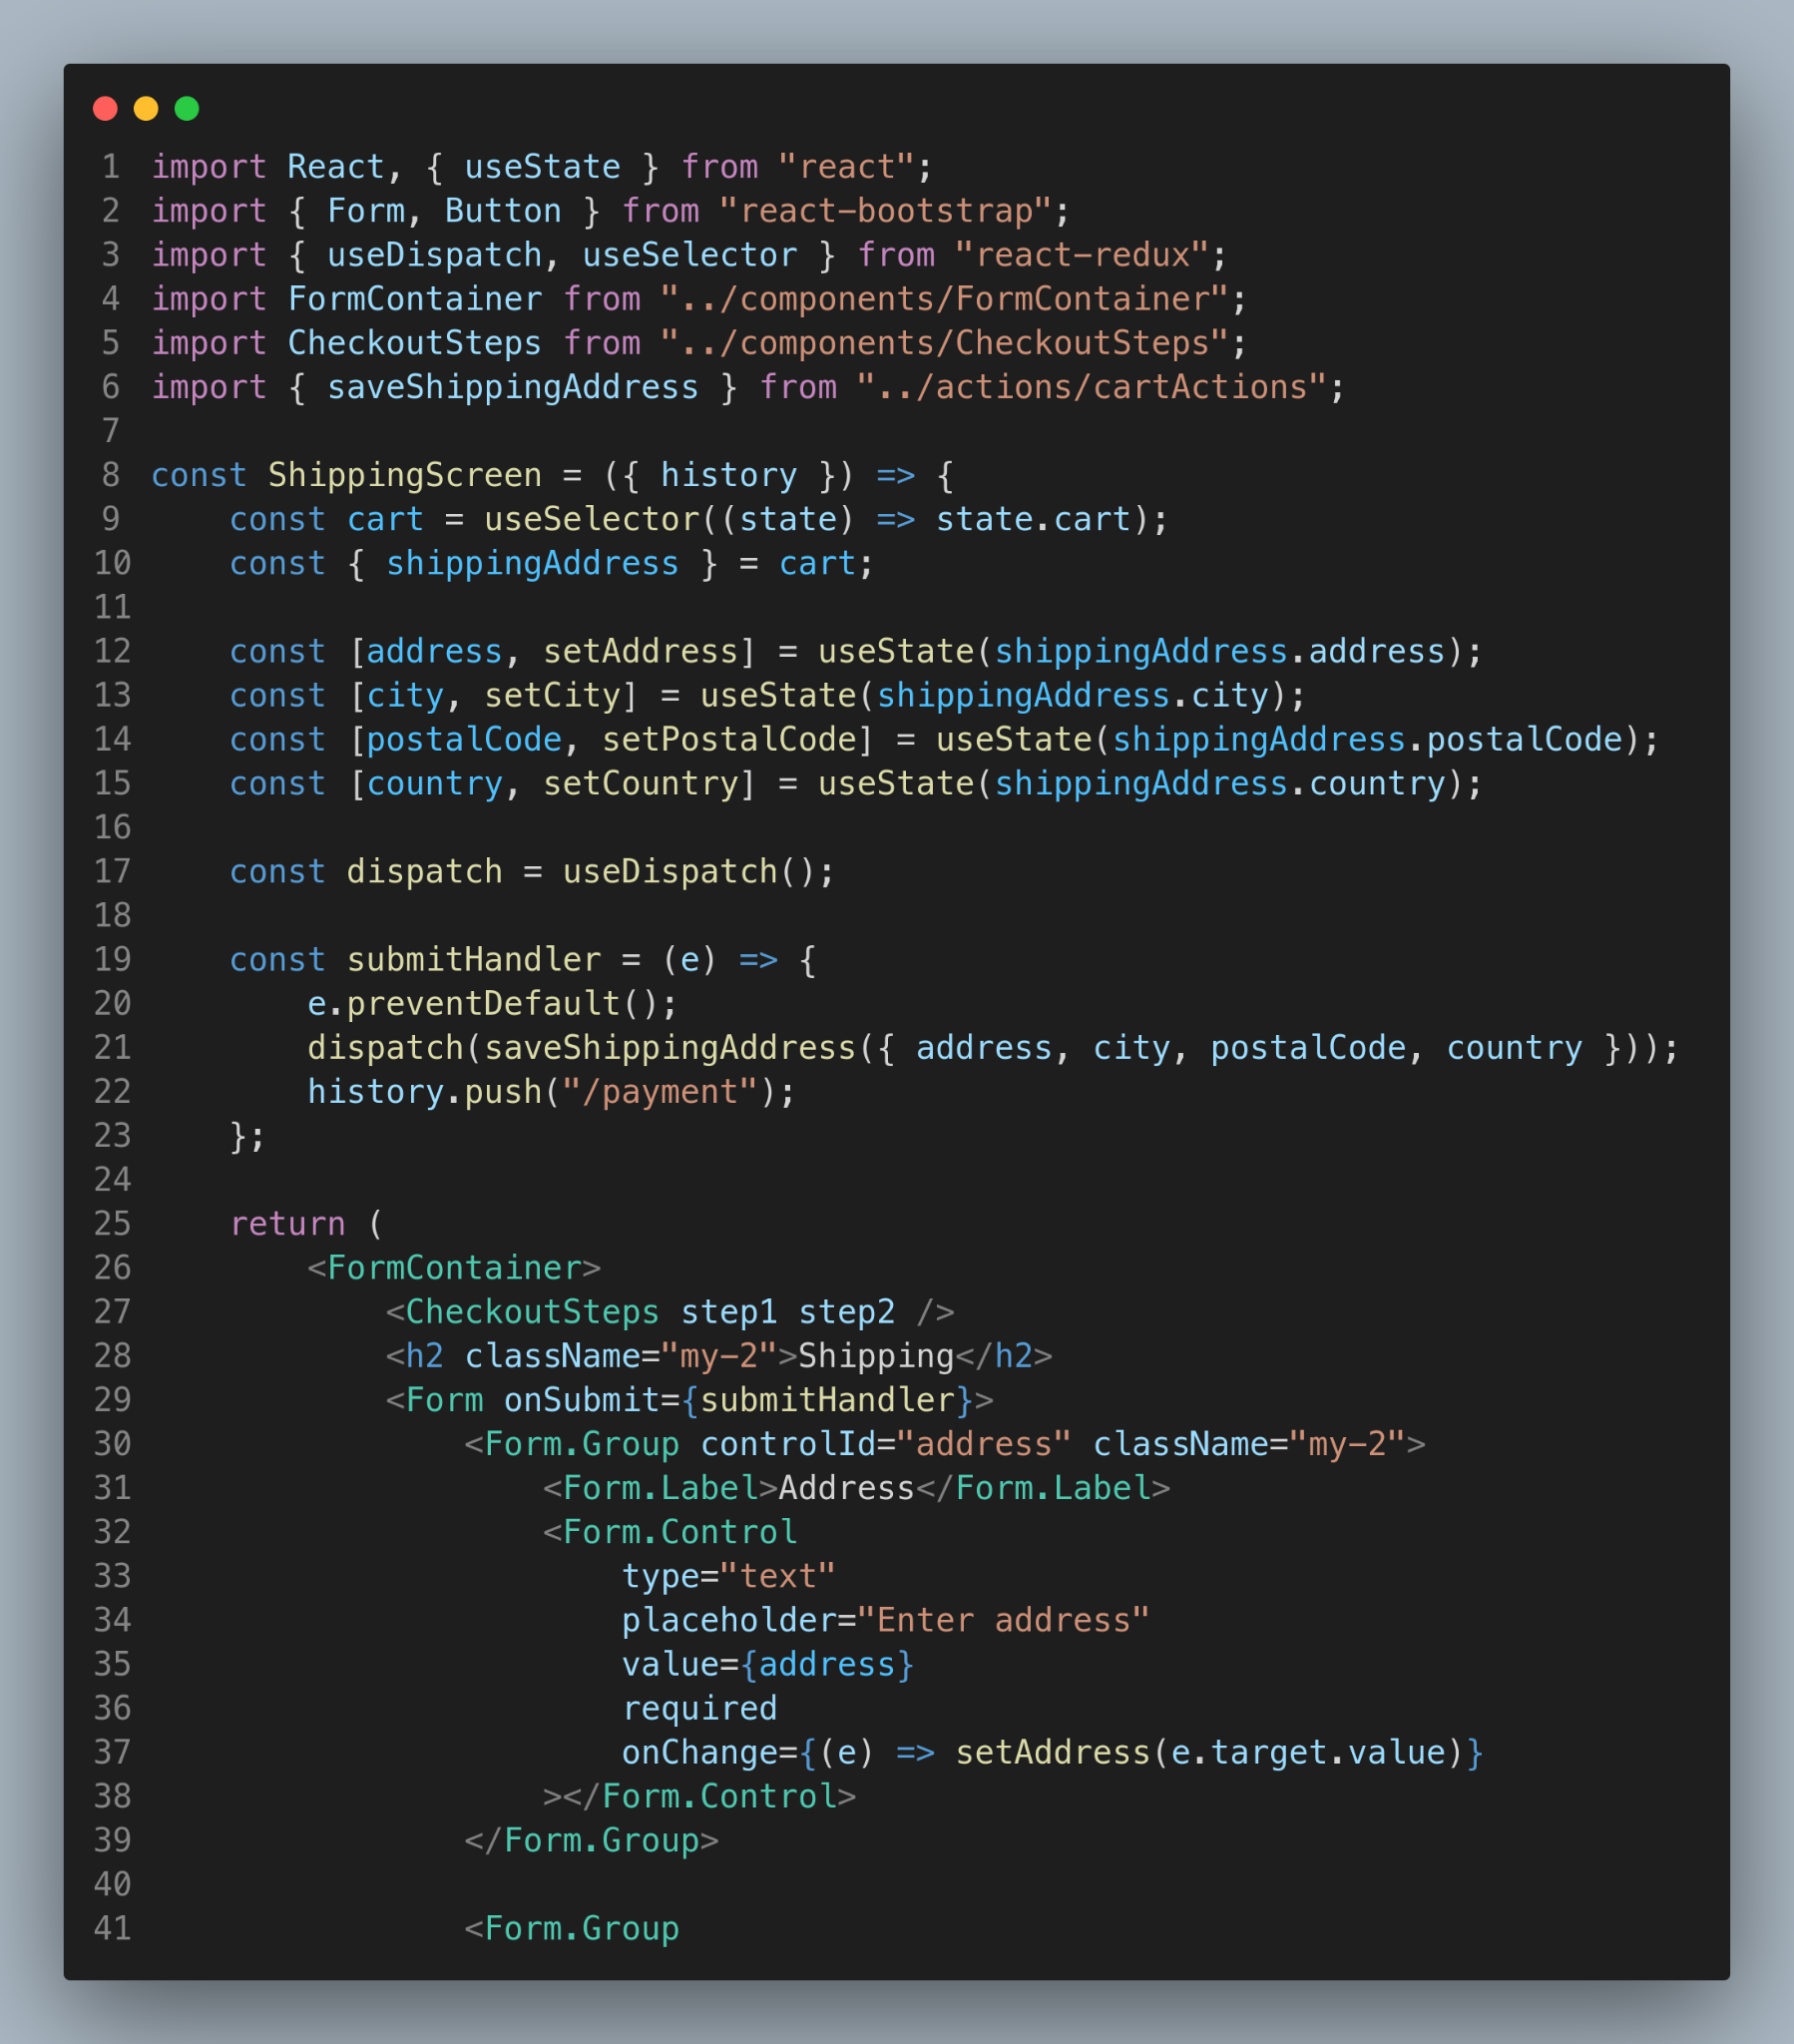 1 import React, { useState } from "react";
2 import { Form, Button } from "react-bootstrap";
3 import { useDispatch, useSelector } from "react-redux";
4 import FormContainer from "../components/FormContainer";
5 import CheckoutSteps from "../components/CheckoutSteps";
6 import { saveShippingAddress } from "../actions/cartActions";
7
8 const ShippingScreen = ({ history }) => {
9     const cart = useSelector((state) => state.cart);
10     const { shippingAddress } = cart;
11
12     const [address, setAddress] = useState(shippingAddress.address);
13     const [city, setCity] = useState(shippingAddress.city);
14     const [postalCode, setPostalCode] = useState(shippingAddress.postalCode);
15     const [country, setCountry] = useState(shippingAddress.country);
16
17     const dispatch = useDispatch();
18
19     const submitHandler = (e) => {
20         e.preventDefault();
21         dispatch(saveShippingAddress({ address, city, postalCode, country }));
22         history.push("/payment");
23     };
24
25     return (
26         <FormContainer>
27             <CheckoutSteps step1 step2 />
28             <h2 className="my-2">Shipping</h2>
29             <Form onSubmit={submitHandler}>
30                 <Form.Group controlId="address" className="my-2">
31                     <Form.Label>Address</Form.Label>
32                     <Form.Control
33                         type="text"
34                         placeholder="Enter address"
35                         value={address}
36                         required
37                         onChange={(e) => setAddress(e.target.value)}
38                     ></Form.Control>
39                 </Form.Group>
40
41                 <Form.Group